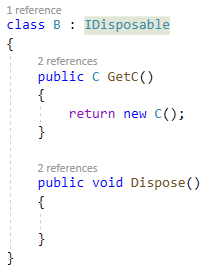 1 reference
class B : IDisposable
{
2 references
public C GetC()
{
return new C();
}
2 references
public void Dispose()
{
}
}